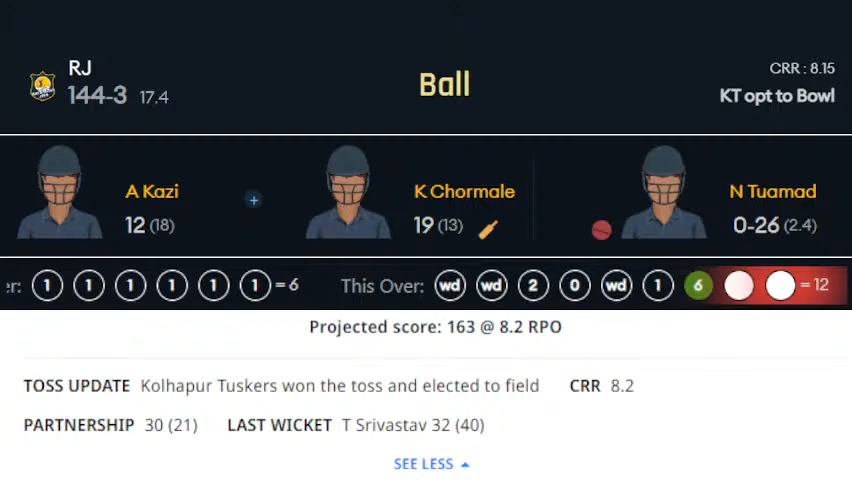 RJ
144-3 17.4
Ball
CRR : 8.15
KT opt to Bowl
A Kazi
12 (18)
+
K Chormale
19 (13)
N Tuamad
0-26 (2.4)
er: 1 1 1 1 1 1 = 6 This Over: wd wd 2 0 wd 1 6 = 12
Projected score: 163 @ 8.2 RPO
TOSS UPDATE Kolhapur Tuskers won the toss and elected to field CRR 8.2
PARTNERSHIP 30 (21) LAST WICKET T Srivastav 32 (40)
SEE LESS